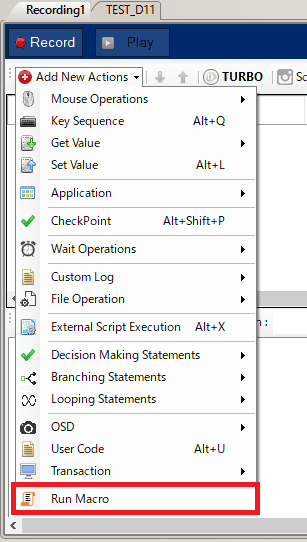 Recording1 TEST_D11
Record Play
Add New Actions TURBO Sc
Mouse Operations
Key Sequence Alt+Q
Get Value
Set Value Alt+L
Application
CheckPoint Alt+Shift+P
Wait Operations
Custom Log
File Operation
External Script Execution Alt+X
Decision Making Statements
Branching Statements
Looping Statements
OSD
User Code Alt+U
Transaction
Run Macro